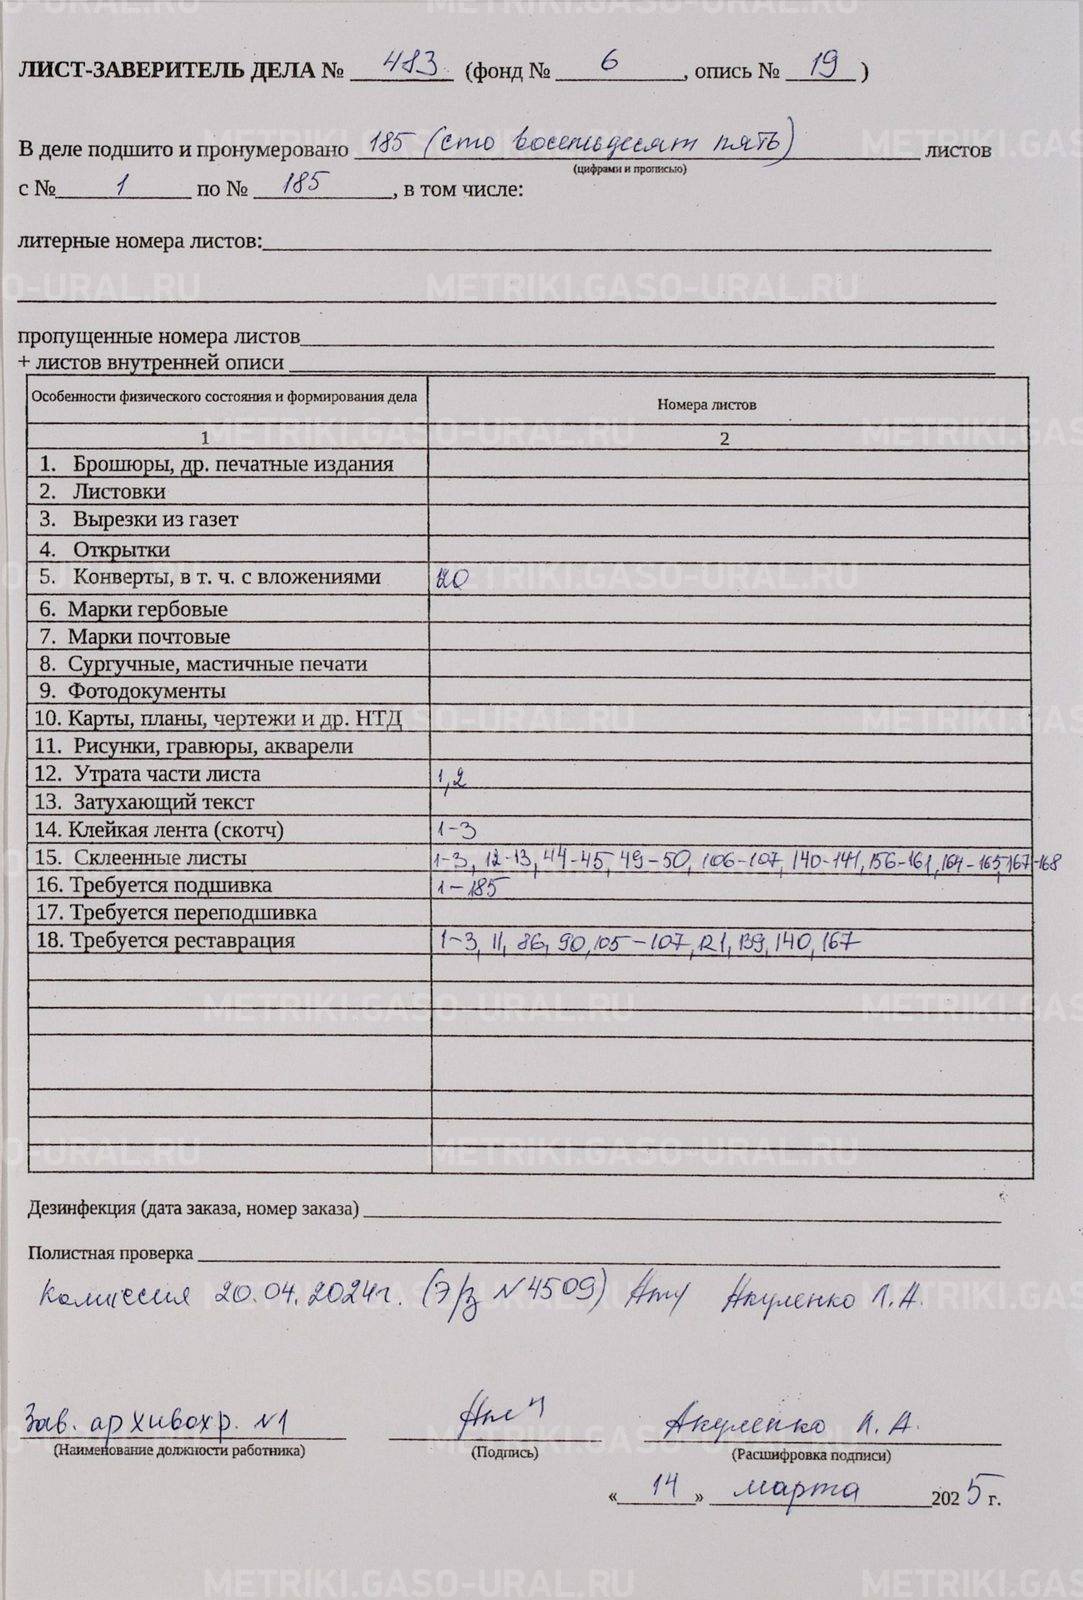 ЛИСТ-ЗАВЕРИТЕЛЬ ДЕЛА № 483 (фонд № 6, опись № 19)
В деле подшито и пронумеровано 185 (сто восемьдесят пять) листов
(цифрами и прописью)
с № 1 по № 185, в том числе:
литерные номера листов:
пропущенные номера листов
+ листов внутренней описи
Особенности физического состояния и формирования дела Номера листов
1 2
1. Брошюры, др. печатные издания
2. Листовки
3. Вырезки из газет
4. Открытки
5. Конверты, в т. ч. с вложениями
6. Марки гербовые
7. Марки почтовые
8. Сургучные, мастичные печати
9. Фотодокументы
10. Карты, планы, чертежи и др. НТД
11. Рисунки, гравюры, акварели
12. Утрата части листа 1,2
13. Затухающий текст
14. Клейкая лента (скотч) 1-3
15. Склеенные листы 1-3, 12-13, 44-45, 49-50, 106-107, 140-141, 156-161, 164-165, 167-168
16. Требуется подшивка 1-185
17. Требуется переподшивка
18. Требуется реставрация 1-3, 11, 86, 90, 105-107, 121, 139, 140, 167
Дезинфекция (дата заказа, номер заказа)
Полистная проверка
Комиссия 20.04.2024г. (Э/з №4509) Акуленко Л.А.
Зав. архивохр. №1 Акуленко Л. А.
(Наименование должности работника) (Подпись) (Расшифровка подписи)
« 14 » марта 2025 г.
METRIKI.GASO-URAL.RU